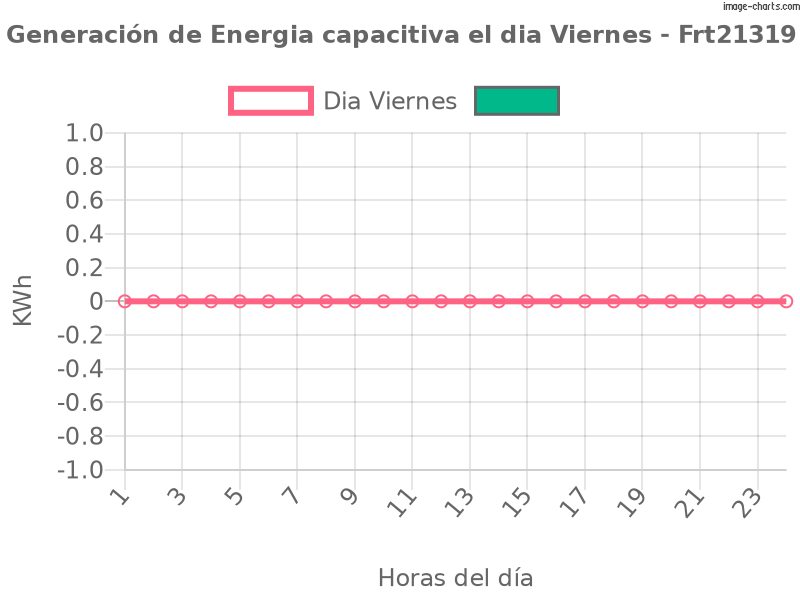 image-charts.com
Generación de Energia capacitiva el dia Viernes - Frt21319
Dia Viernes
1.0
0.8
0.6
0.4
0.2
0
-0.2
-0.4
-0.6
-0.8
-1.0
KWh
1 3 5 7 9 11 13 15 17 19 21 23
Horas del día